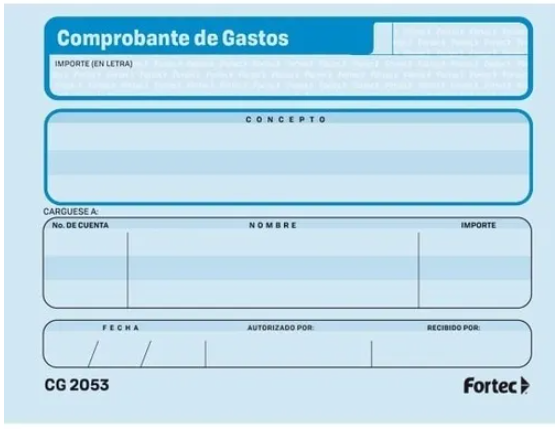 Comprobante de Gastos
IMPORTE (EN LETRA)
CONCEPTO
CARGUESE A:
No. DE CUENTA NOMBRE IMPORTE
FECHA AUTORIZADO POR: RECIBIDO POR:
/ /
CG 2053 Fortec